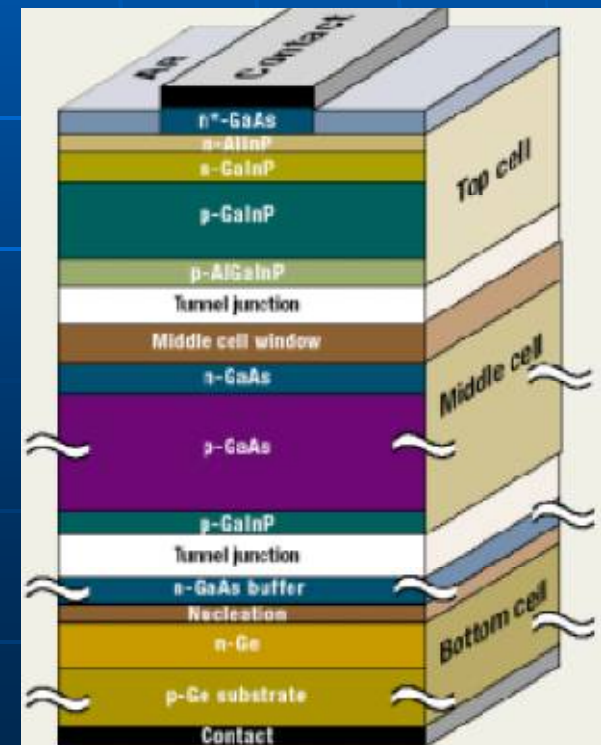 AR
Contact
n+-GaAs
n-AlInP
n-GaInP
p-GaInP
p-AlGaInP
Tunnel junction
Middle cell window
n-GaAs
p-GaAs
p-GaInP
Tunnel junction
n-GaAs buffer
Nucleation
n-Ge
p-Ge substrate
Contact
Top cell
Middle cell
Bottom cell